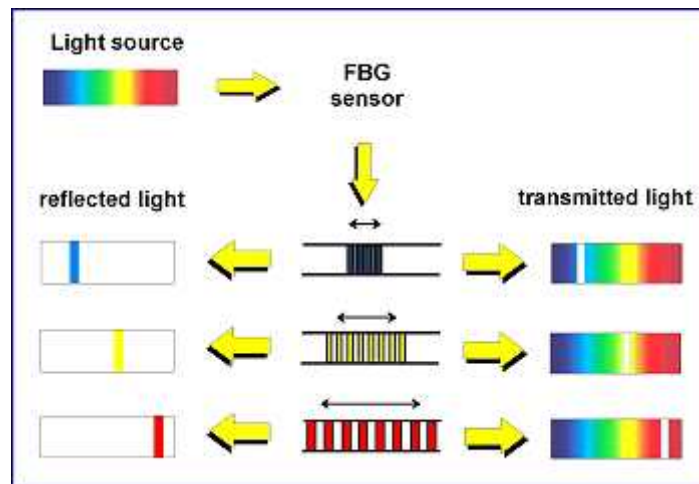 Light source
FBG
sensor
reflected light
transmitted light